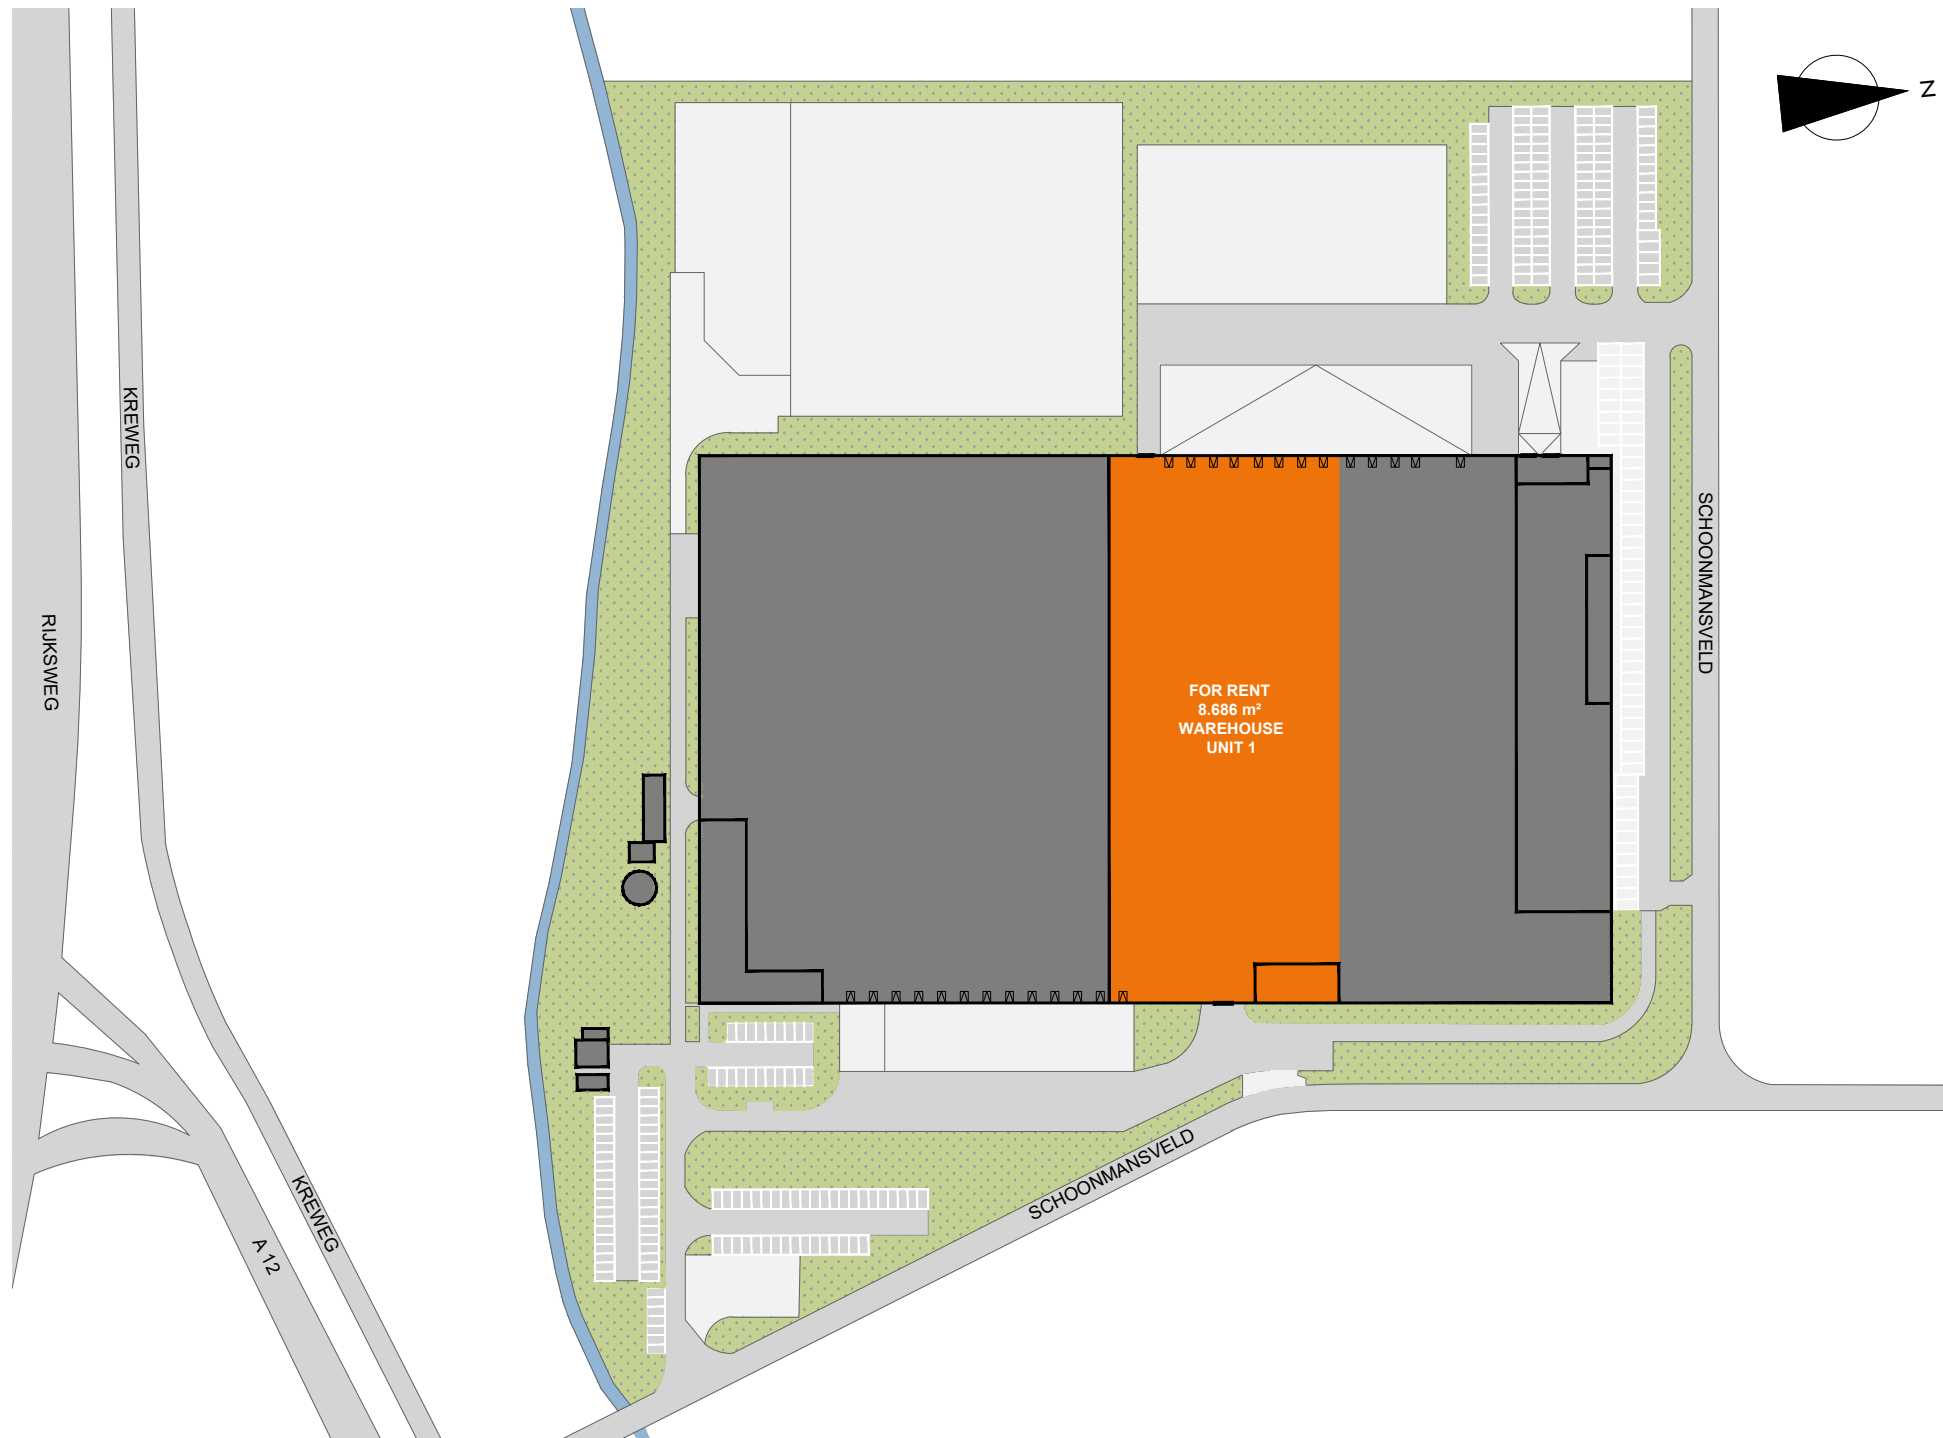 Z
KREWEG
SCHOONMANSVELD
RIJKSWEG
FOR RENT
8.686 m²
WAREHOUSE
UNIT 1
SCHOONMANSVELD
KREWEG
A 12